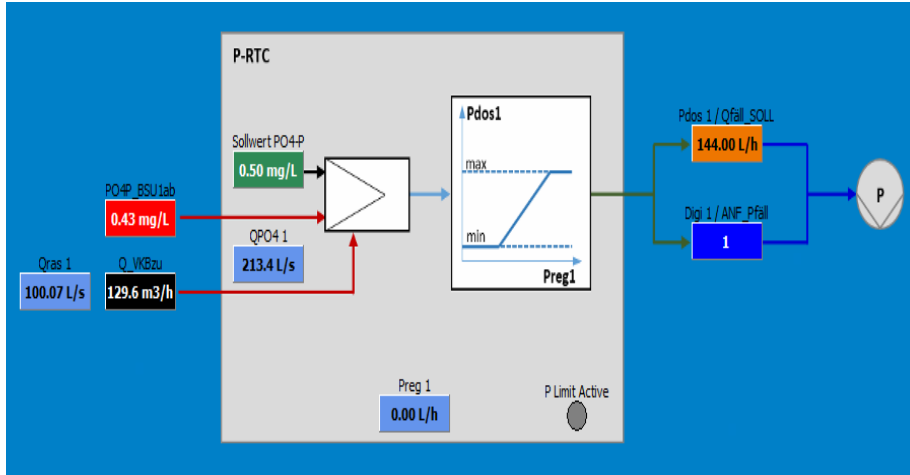 P-RTC
Pdos1
max
min
Preg1
Sollwert PO4-P
0.50 mg/L
PO4P_BSU1ab
0.43 mg/L
QPO4 1
213.4 L/s
Qras 1
100.07 L/s
Q_VKBzu
129.6 m3/h
Pdos 1 / Qfäll_SOLL
144.00 L/h
Digi 1 / ANF_Pfäll
1
P
Preg 1
0.00 L/h
P Limit Active